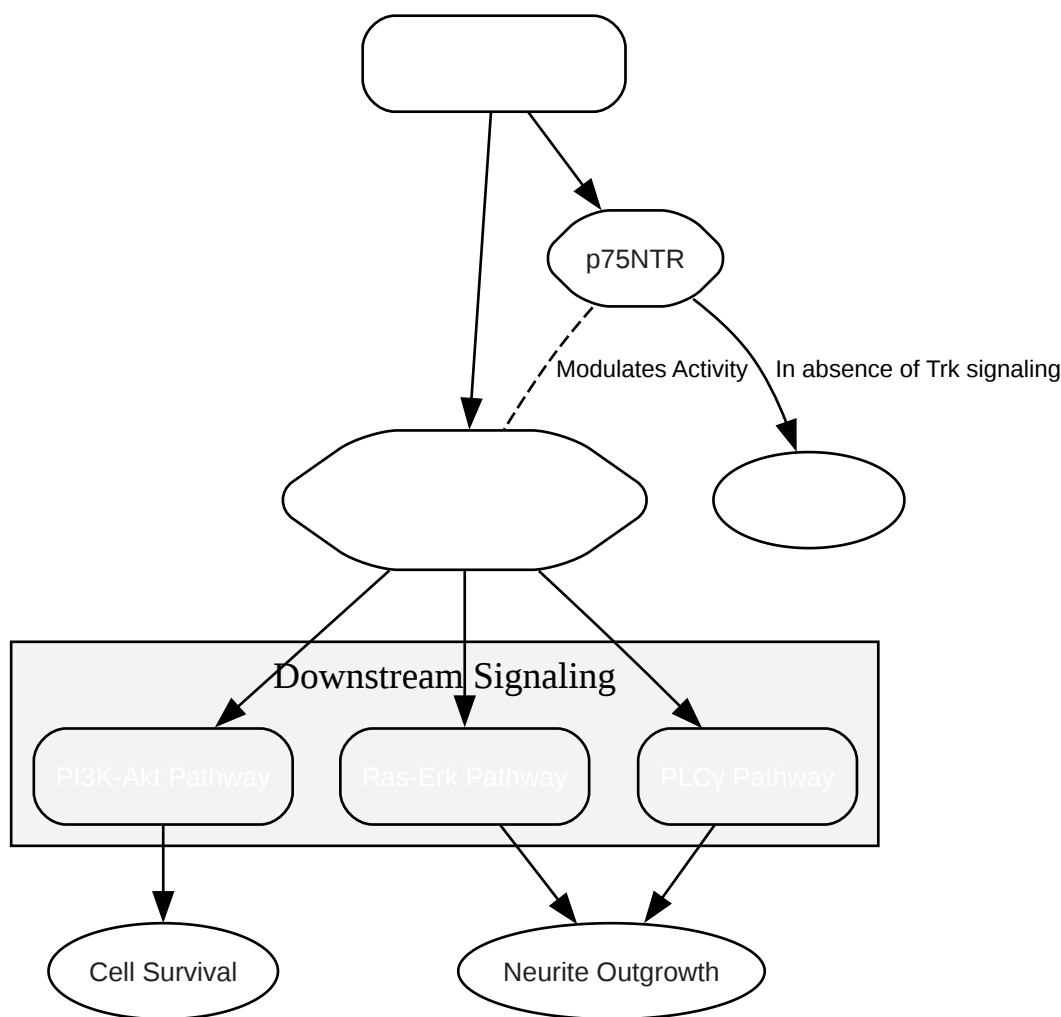 p75NTR
Modulates Activity
In absence of Trk signaling
Downstream Signaling
PI3K-Akt Pathway
Ras-Erk Pathway
PLCγ Pathway
Cell Survival
Neurite Outgrowth